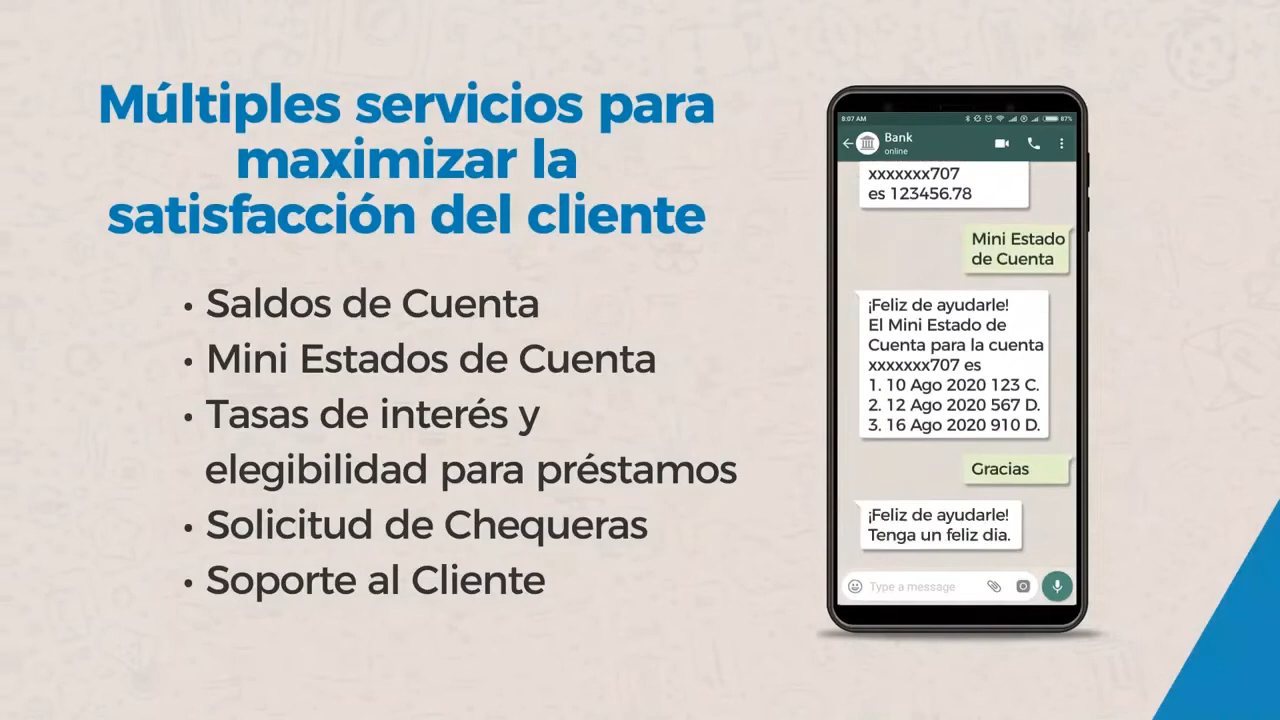 Múltiples servicios para
maximizar la
satisfacción del cliente
• Saldos de Cuenta
• Mini Estados de Cuenta
• Tasas de interés y
elegibilidad para préstamos
• Solicitud de Chequeras
• Soporte al Cliente
8:07 AM
87%
Bank
online
xxxxxxx707
es 123456.78
Mini Estado
de Cuenta
¡Feliz de ayudarle!
El Mini Estado de
Cuenta para la cuenta
xxxxxxx707 es
1. 10 Ago 2020 123 C.
2. 12 Ago 2020 567 D.
3. 16 Ago 2020 910 D.
Gracias
¡Feliz de ayudarle!
Tenga un feliz dia.
Type a message